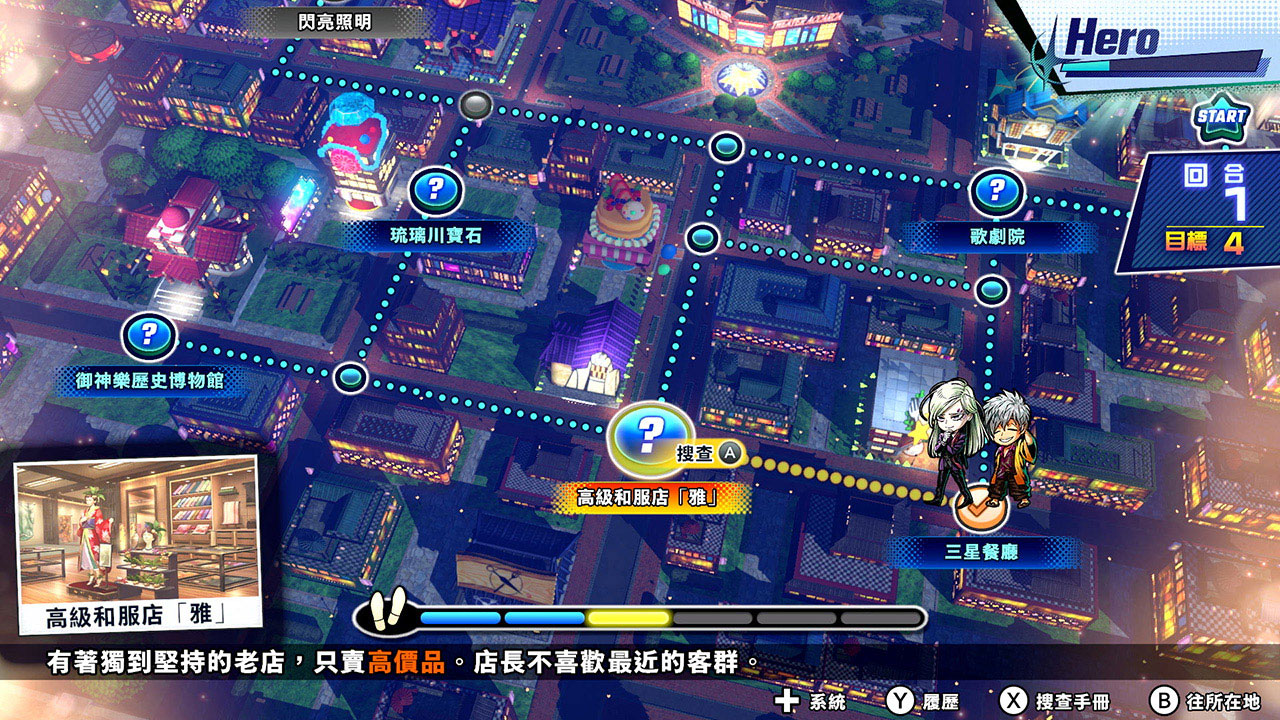 閃亮照明
THEATER
Hero
START
回合
1
目標 4
?
琉璃川寶石
?
歌劇院
?
御神樂歷史博物館
?
搜查 A
高級和服店「雅」
三星餐廳
高級和服店「雅」
有著獨到堅持的老店,只賣高價品。店長不喜歡最近的客群。
系統
Y 履歷
X 搜查手冊
B 往所在地